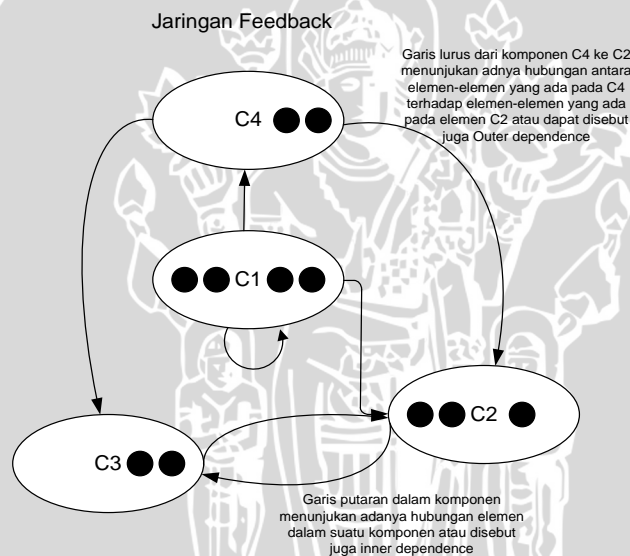 Jaringan Feedback
Garis lurus dari komponen C4 ke C2
menunjukan adnya hubungan antara
elemen-elemen yang ada pada C4
terhadap elemen-elemen yang ada
pada elemen C2 atau dapat disebut
juga Outer dependence
C4
C1
C2
C3
Garis putaran dalam komponen
menunjukan adanya hubungan elemen
dalam suatu komponen atau disebut
juga inner dependence